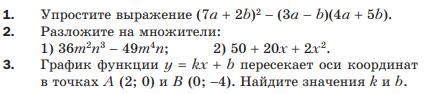 1. Упростите выражение (7a + 2b)² – (3a – b)(4a + 5b).
2. Разложите на множители:
1) 36m²n³ – 49m⁴n; 2) 50 + 20x + 2x².
3. График функции y = kx + b пересекает оси координат
в точках A (2; 0) и B (0; –4). Найдите значения k и b.